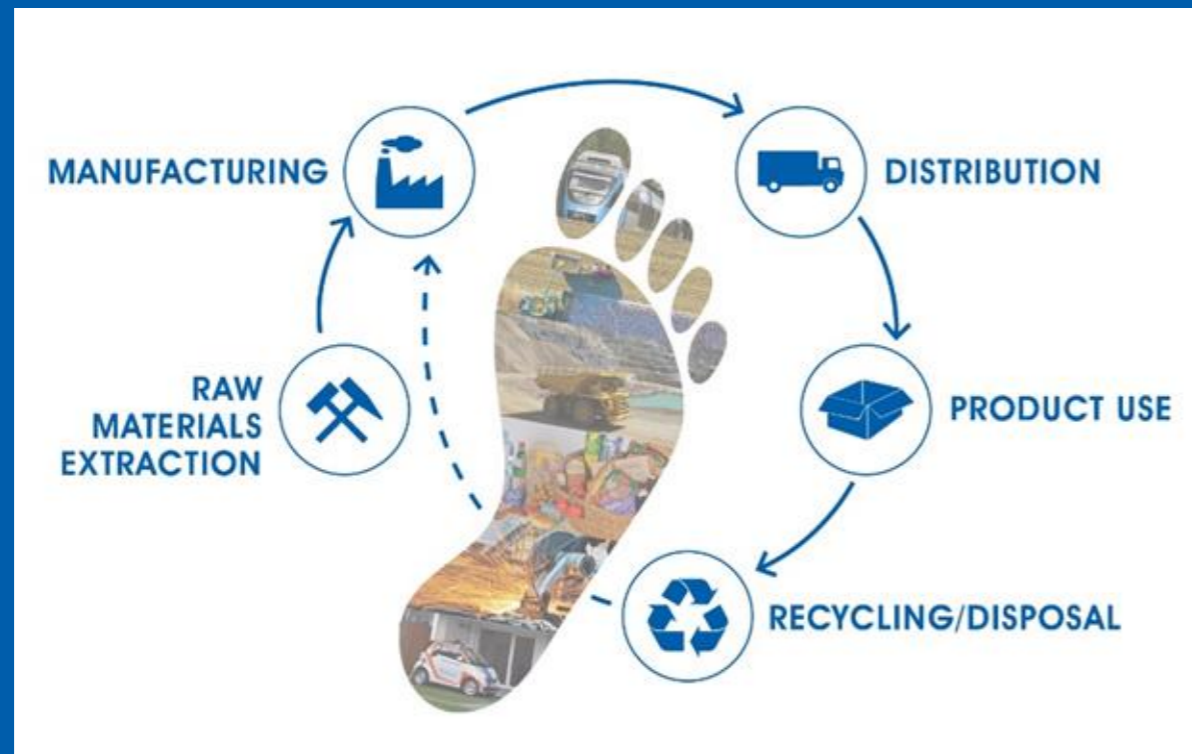 MANUFACTURING
DISTRIBUTION
RAW
MATERIALS
EXTRACTION
PRODUCT USE
RECYCLING/DISPOSAL